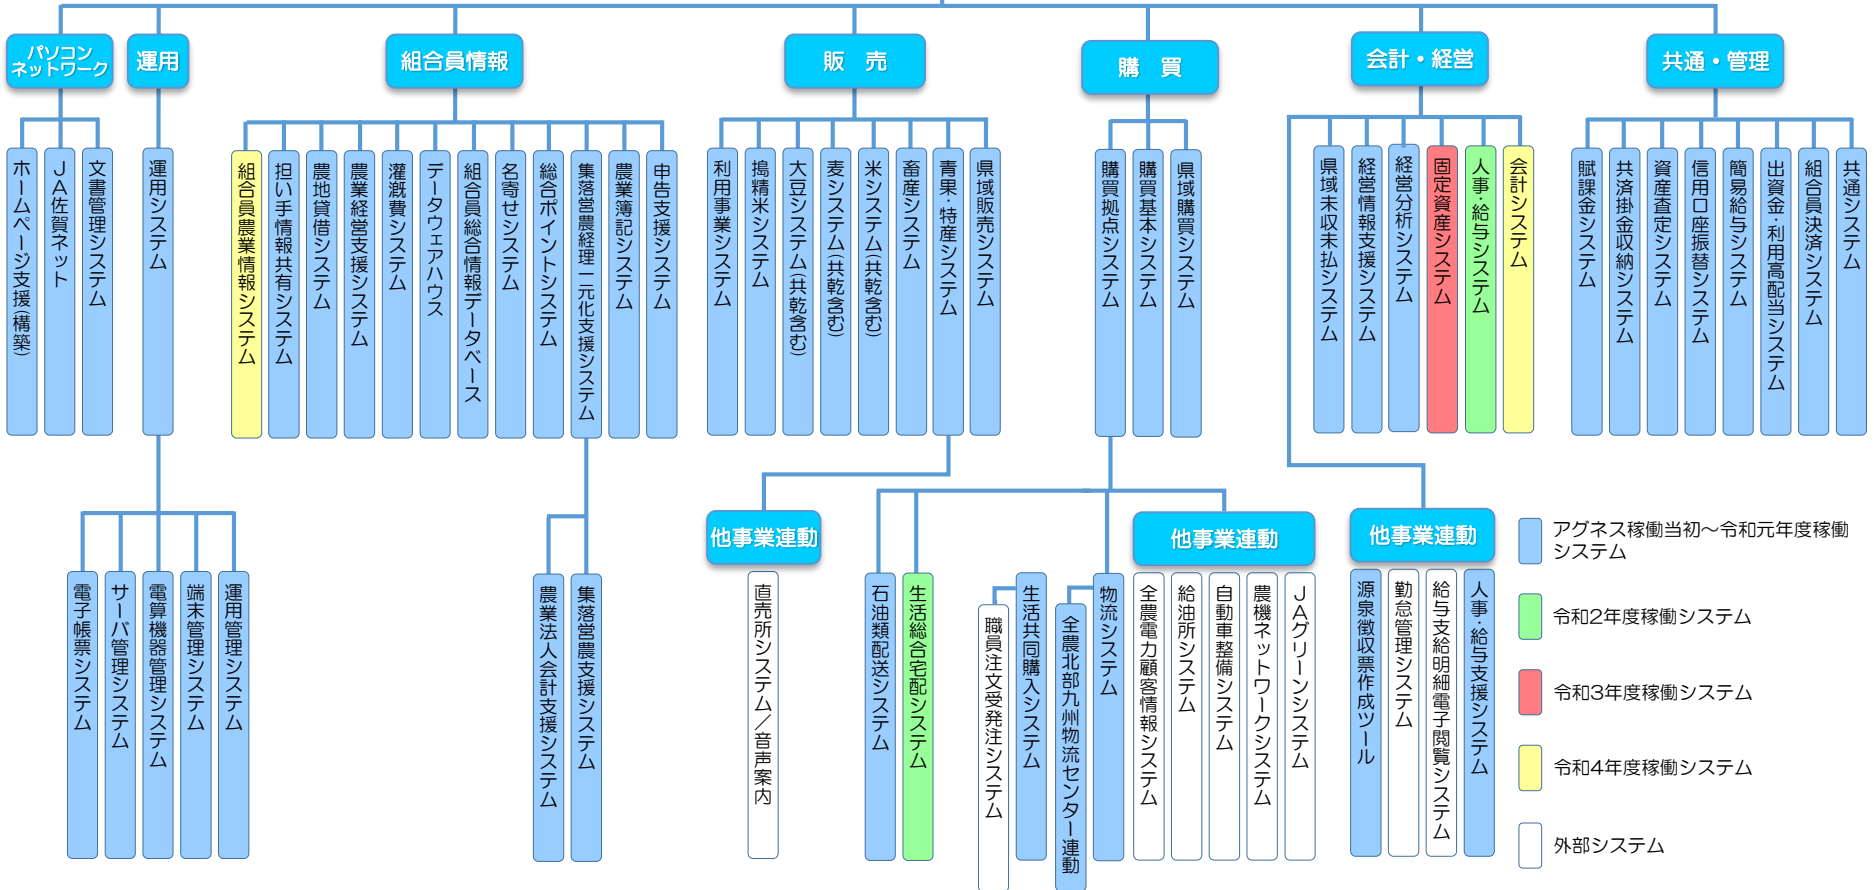 パソコン
ネットワーク
運用
組合員情報
販　売
購　買
会計・経営
共通・管理
ホームページ支援(構築)
ＪＡ佐賀ネット
文書管理システム
運用システム
組合員農業情報システム
担い手情報共有システム
農地貸借システム
農業経営支援システム
灌漑費システム
データウェアハウス
組合員総合情報データベース
名寄せシステム
総合ポイントシステム
集落営農経理一元化支援システム
農業簿記システム
申告支援システム
利用事業システム
搗精米システム
大豆システム(共乾含む)
麦システム(共乾含む)
米システム(共乾含む)
畜産システム
青果・特産システム
県域販売システム
購買拠点システム
購買基本システム
県域購買システム
県域未収未払システム
経営情報支援システム
経営分析システム
固定資産システム
人事・給与システム
会計システム
賦課金システム
共済掛金収納システム
資産査定システム
信用口座振替システム
簡易給与システム
出資金・利用高配当システム
組合員決済システム
共通システム
電子帳票システム
サーバ管理システム
電算機器管理システム
端末管理システム
運用管理システム
農業法人会計支援システム
集落営農支援システム
他事業連動
直売所システム／音声案内
石油類配送システム
生活総合宅配システム
職員注文受発注システム
生活共同購入システム
全農北部九州物流センター連動
物流システム
他事業連動
全農電力顧客情報システム
給油所システム
自動車整備システム
農機ネットワークシステム
ＪＡグリーンシステム
他事業連動
源泉徴収票作成ツール
勤怠管理システム
給与支給明細電子閲覧システム
人事・給与支援システム
アグネス稼働当初～令和元年度稼働
システム
令和2年度稼働システム
令和3年度稼働システム
令和4年度稼働システム
外部システム